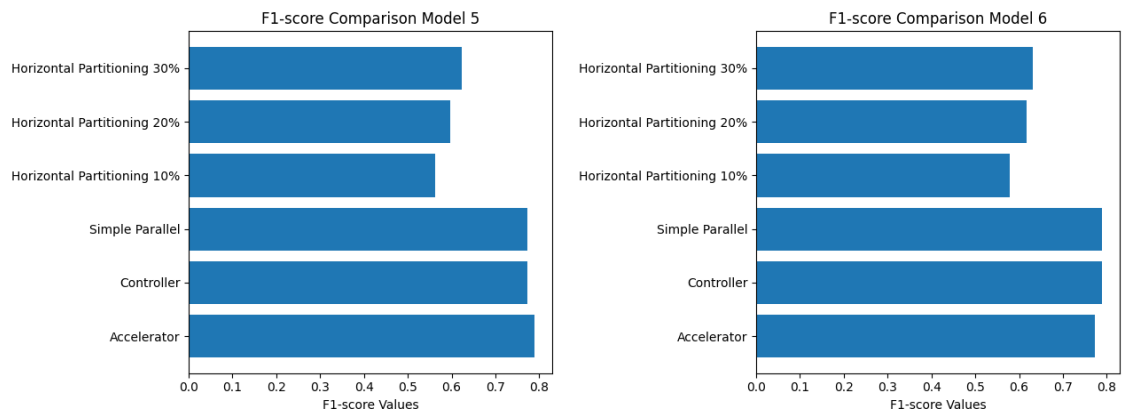 F1-score Comparison Model 5
Horizontal Partitioning 30%
Horizontal Partitioning 20%
Horizontal Partitioning 10%
Simple Parallel
Controller
Accelerator
0.0 0.1 0.2 0.3 0.4 0.5 0.6 0.7 0.8
F1-score Values
F1-score Comparison Model 6
Horizontal Partitioning 30%
Horizontal Partitioning 20%
Horizontal Partitioning 10%
Simple Parallel
Controller
Accelerator
0.0 0.1 0.2 0.3 0.4 0.5 0.6 0.7 0.8
F1-score Values